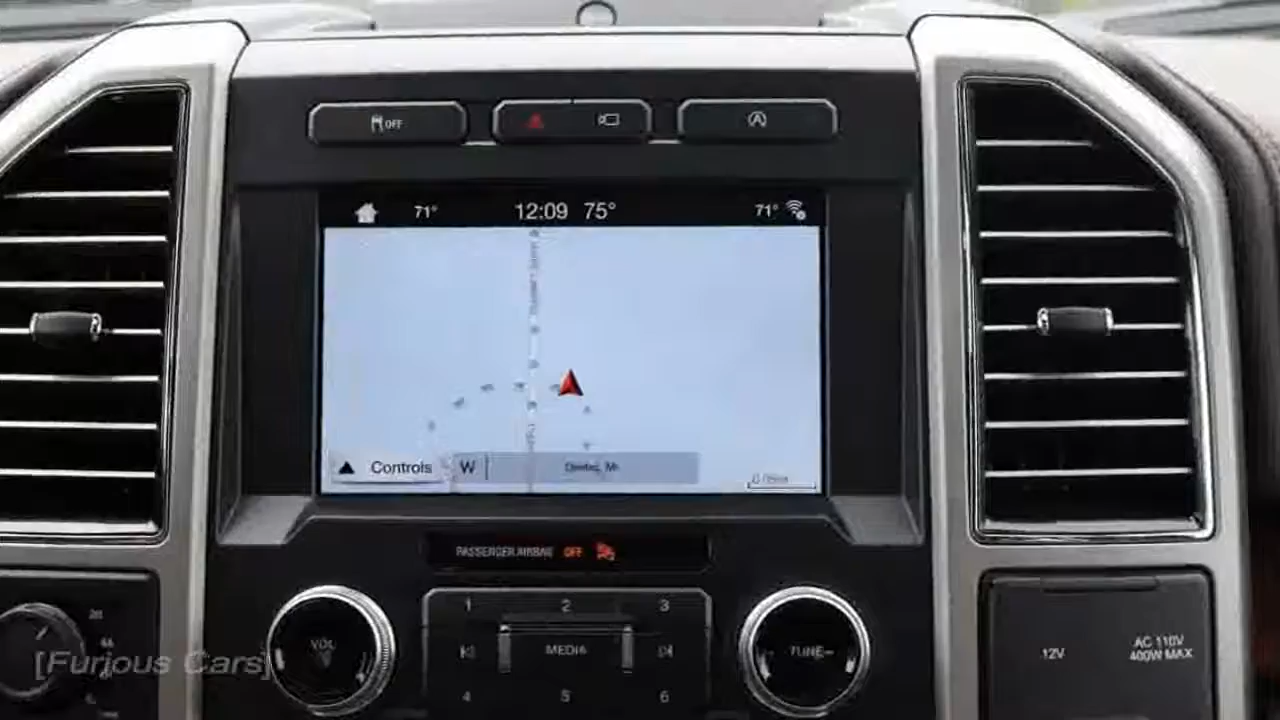 OFF
71° 12:09 75° 71°
Controls W
PASSENGER AIRBAG OFF
1 2 3
VOL MEDIA TUNE
4 5 6
12V
AC 110V
400W MAX
[Furious Cars]